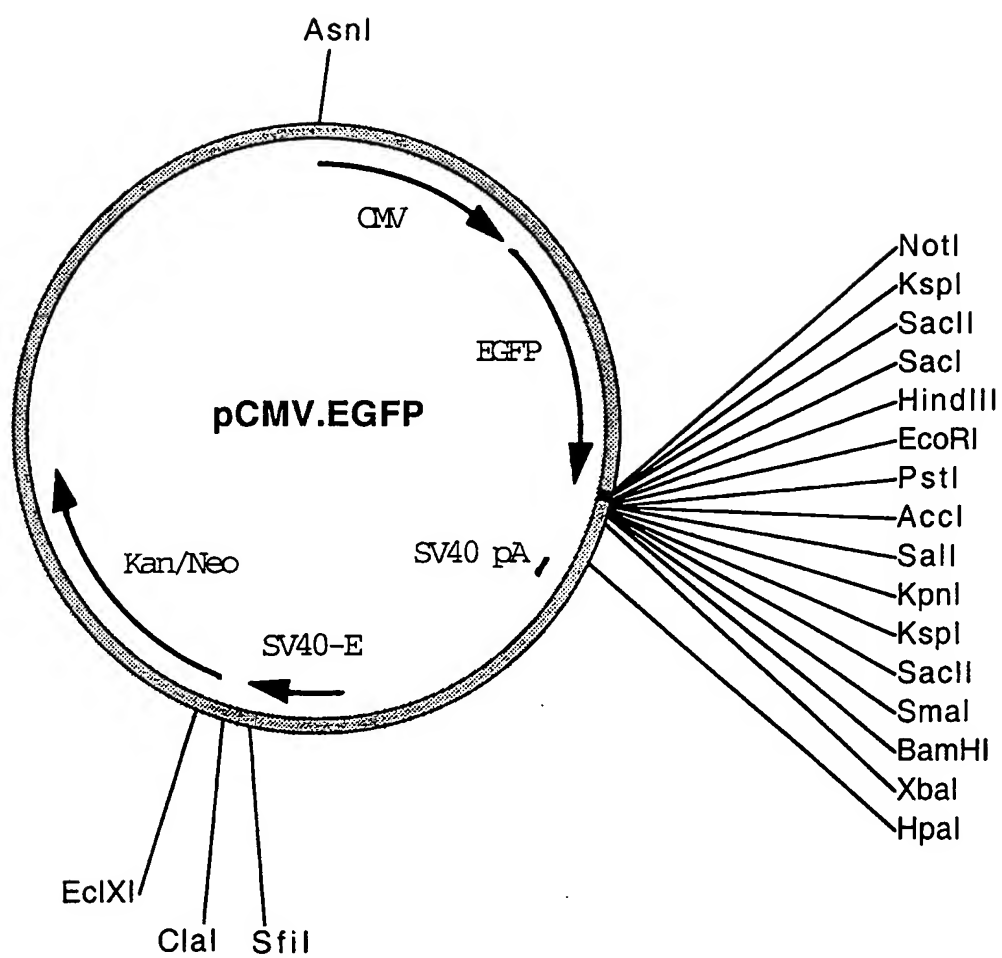 AsnI
CMV
EGFP
pCMV.EGFP
Kan/Neo
SV40 pA
SV40-E
NotI
KspI
SacII
SacI
HindIII
EcoRI
PstI
AccI
SalI
KpnI
KspI
SacII
SmaI
BamHI
XbaI
HpaI
EclXI
ClaI
SfiI